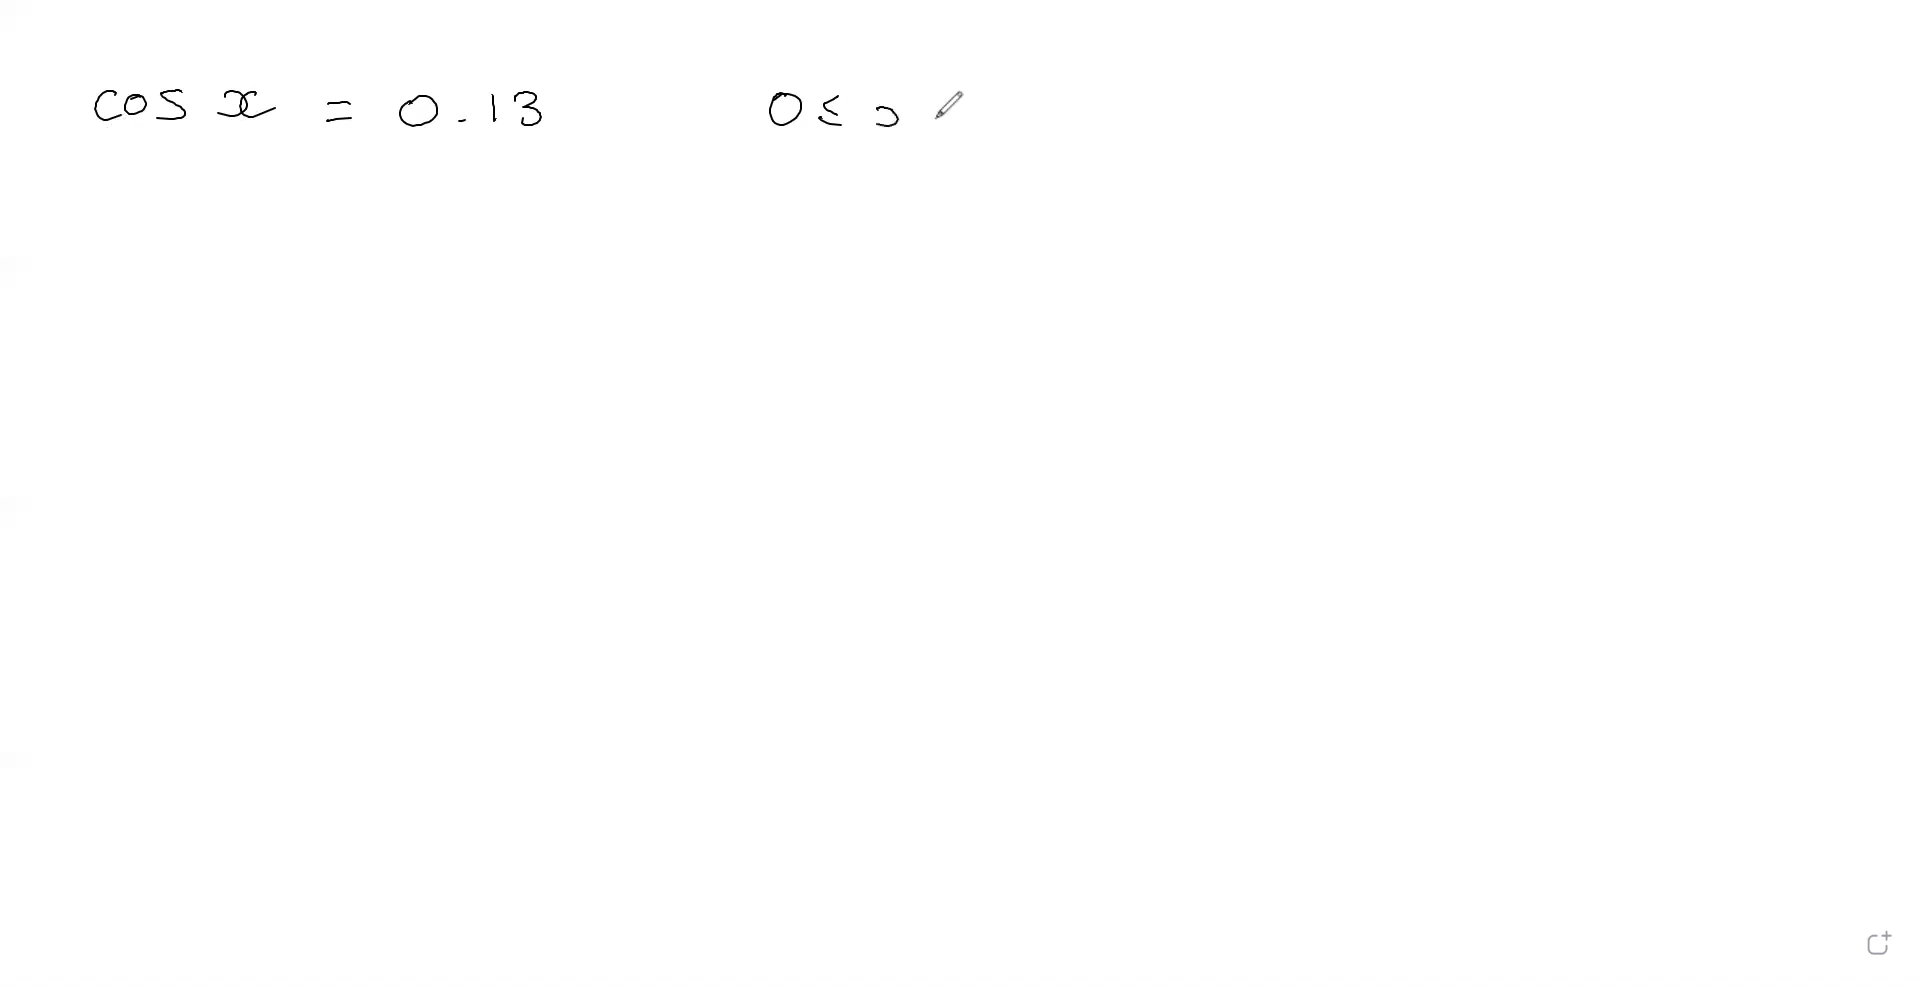 cos x = 0.13 0 ≤